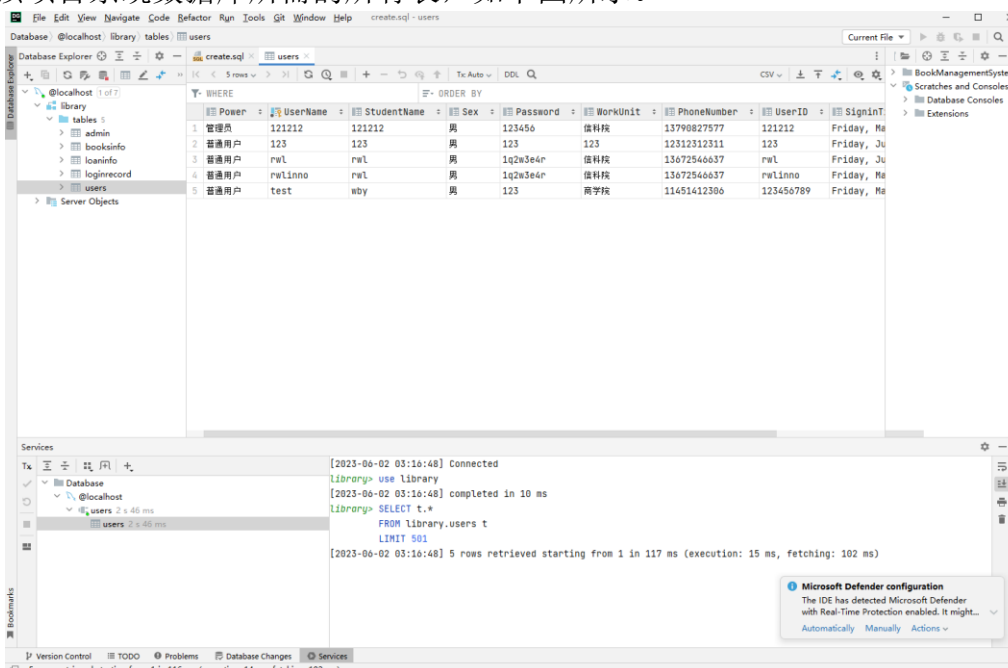 File Edit View Navigate Code Refactor Run Tools Git Window Help create.sql - users
Database @localhost library tables users
Current File
Database Explorer
create.sql
users
5 rows
Tx: Auto
DDL
CSV
WHERE
ORDER BY
@localhost 1 of 7
library
tables 5
admin
booksinfo
loaninfo
loginrecord
users
Server Objects
Power UserName StudentName Sex Password WorkUnit PhoneNumber UserID SigninT
1 管理员 121212 121212 男 123456 信科院 13790827577 121212 Friday, Ma
2 普通用户 123 123 男 123 123 12312312311 123 Friday, Ju
3 普通用户 rwl rwl 男 1q2w3e4r 信科院 13672546637 rwl Friday, Ju
4 普通用户 rwlinno rwl 男 1q2w3e4r 信科院 13672546637 rwlinno Friday, Ma
5 普通用户 test wby 男 123 商学院 11451412306 123456789 Friday, Ma
BookManagementSyste
Scratches and Consoles
Database Consoles
Extensions
Database Explorer
Bookmarks
Services
Tx
Database
@localhost
users 2 s 46 ms
users 2 s 46 ms
[2023-06-02 03:16:48] Connected
library> use library
[2023-06-02 03:16:48] completed in 10 ms
library> SELECT t.*
FROM library.users t
LIMIT 501
[2023-06-02 03:16:48] 5 rows retrieved starting from 1 in 117 ms (execution: 15 ms, fetching: 102 ms)
Microsoft Defender configuration
The IDE has detected Microsoft Defender
with Real-Time Protection enabled. It might...
Automatically Manually Actions
Version Control TODO Problems Database Changes Services